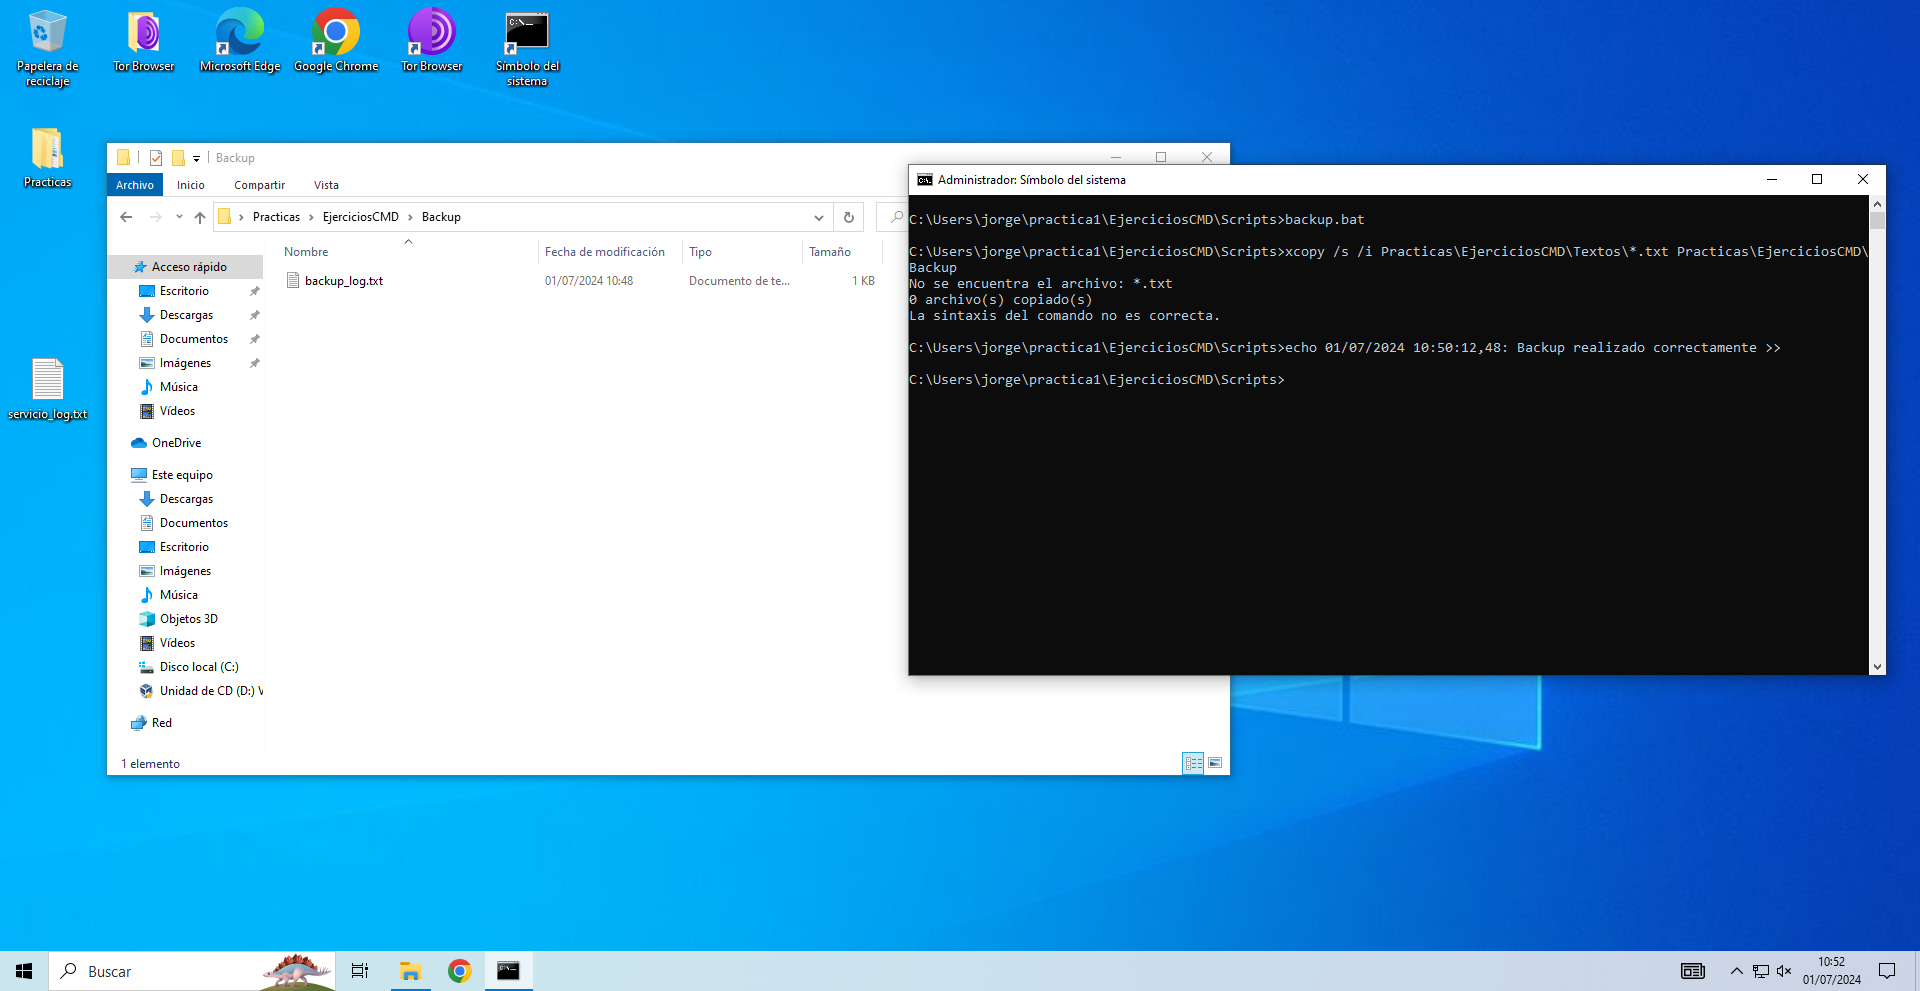 Papelera de
reciclaje
Tor Browser
Microsoft Edge
Google Chrome
Tor Browser
Símbolo del
sistema
Practicas
servicio_log.txt
Backup
Archivo
Inicio
Compartir
Vista
Practicas › EjerciciosCMD › Backup
Nombre
Fecha de modificación
Tipo
Tamaño
backup_log.txt
01/07/2024 10:48
Documento de te...
1 KB
Acceso rápido
Escritorio
Descargas
Documentos
Imágenes
Música
Vídeos
OneDrive
Este equipo
Descargas
Documentos
Escritorio
Imágenes
Música
Objetos 3D
Vídeos
Disco local (C:)
Unidad de CD (D:) V
Red
1 elemento
Administrador: Símbolo del sistema
C:\Users\jorge\practica1\EjerciciosCMD\Scripts>backup.bat
C:\Users\jorge\practica1\EjerciciosCMD\Scripts>xcopy /s /i Practicas\EjerciciosCMD\Textos\*.txt Practicas\EjerciciosCMD\
Backup
No se encuentra el archivo: *.txt
0 archivo(s) copiado(s)
La sintaxis del comando no es correcta.
C:\Users\jorge\practica1\EjerciciosCMD\Scripts>echo 01/07/2024 10:50:12,48: Backup realizado correctamente >>
C:\Users\jorge\practica1\EjerciciosCMD\Scripts>
Buscar
10:52
01/07/2024